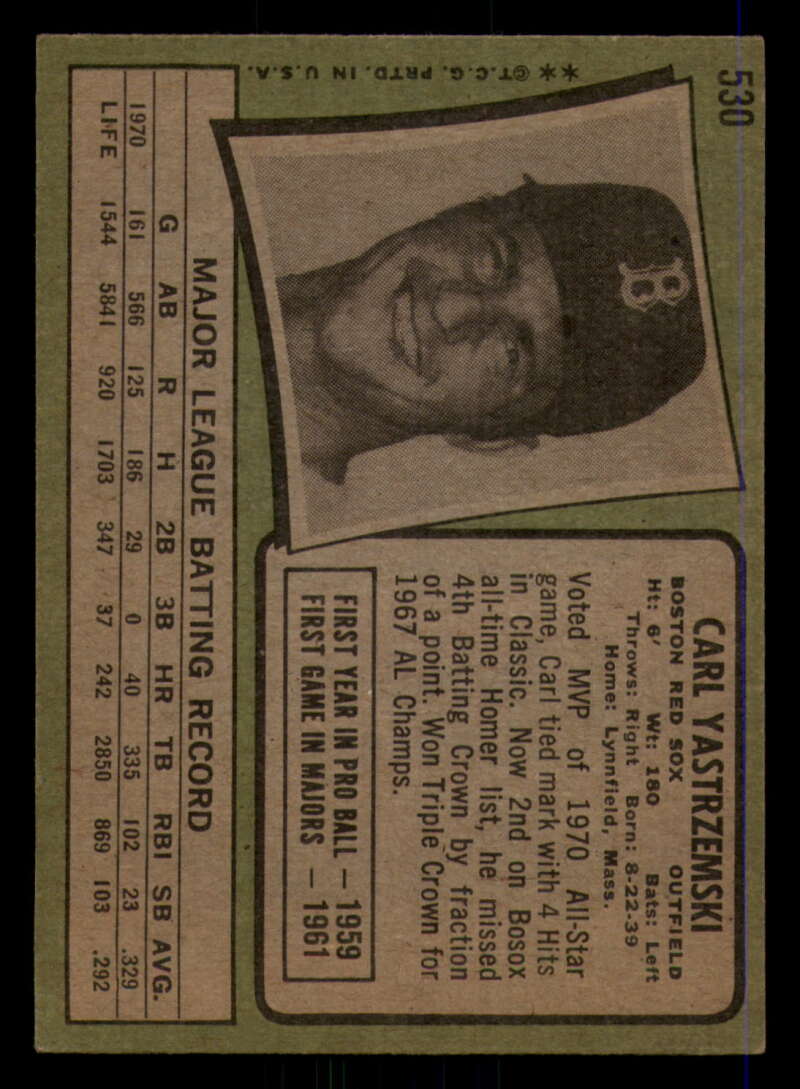 530
CARL YASTRZEMSKI
BOSTON RED SOX OUTFIELD
Ht: 6' Wt: 180 Bats: Left
Throws: Right Born: 8-22-39
Home: Lynnfield, Mass.
Voted MVP of 1970 All-Star
game, Carl tied mark with 4 Hits
in Classic. Now 2nd on Bosox
all-time Homer list, he missed
4th Batting Crown by fraction
of a point. Won Triple Crown for
1967 AL Champs.
FIRST YEAR IN PRO BALL — 1959
FIRST GAME IN MAJORS — 1961
B
MAJOR LEAGUE BATTING RECORD
G AB R H 2B 3B HR TB RBI SB AVG.
1970 161 566 125 186 29 0 40 335 102 23 .329
LIFE 1544 5841 920 1703 347 37 242 2850 869 103 .292
** ©T.C.G. PRTD. IN U.S.A.